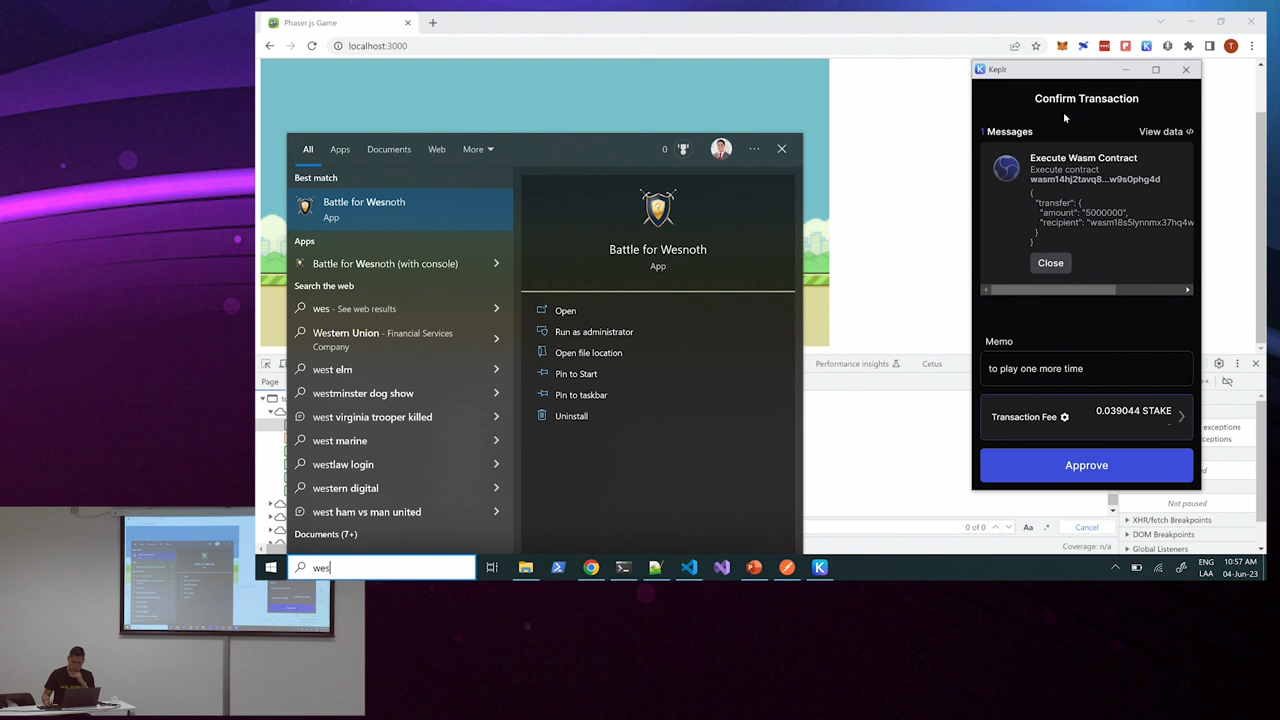 Phaser.js Game
localhost:3000
T
K Keplr
Confirm Transaction
1 Messages
View data </>
Execute Wasm Contract
Execute contract
wasm14hj2tavq8...w9s0phg4d
{
"transfer": {
"amount": "5000000",
"recipient": "wasm18s5lynnmx37hq4w
}
}
Close
Memo
to play one more time
Transaction Fee
0.039044 STAKE
-
Approve
All
Apps
Documents
Web
More
0
Best match
Battle for Wesnoth
App
Apps
Battle for Wesnoth (with console)
Search the web
wes - See web results
Western Union - Financial Services
Company
west elm
westminster dog show
west virginia trooper killed
west marine
westlaw login
western digital
west ham vs man united
Documents (7+)
Battle for Wesnoth
App
Open
Run as administrator
Open file location
Pin to Start
Pin to taskbar
Uninstall
Page
Performance insights
Cetus
exceptions
ceptions
Not paused
XHR/fetch Breakpoints
DOM Breakpoints
Global Listeners
0 of 0
Aa
.*
Cancel
Coverage: n/a
wes
ENG
LAA
10:57 AM
04-Jun-23